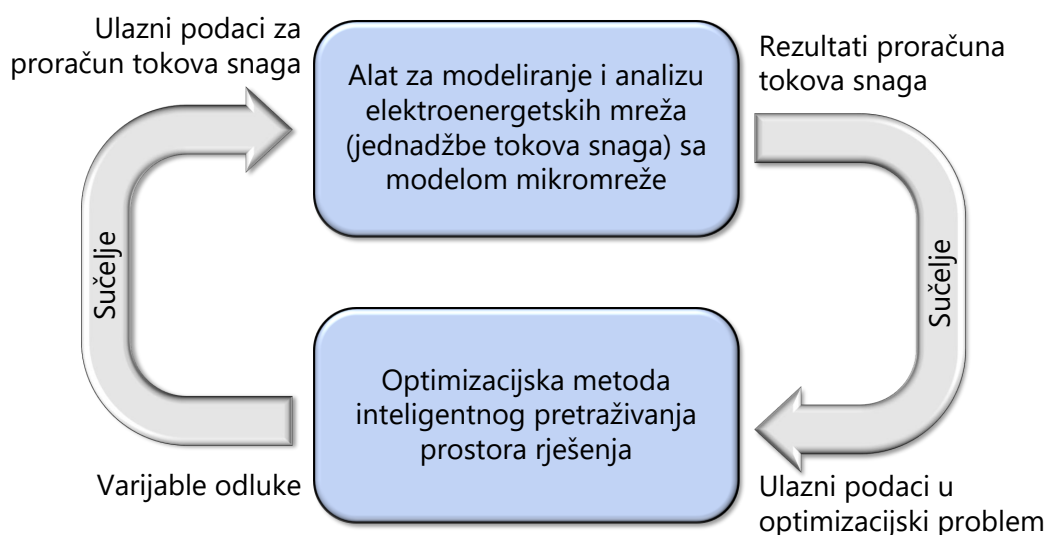 Ulazni podaci za
proračun tokova snaga
Alat za modeliranje i analizu
elektroenergetskih mreža
(jednadžbe tokova snaga) sa
modelom mikromreže
Rezultati proračuna
tokova snaga
Sučelje
Sučelje
Optimizacijska metoda
inteligentnog pretraživanja
prostora rješenja
Varijable odluke
Ulazni podaci u
optimizacijski problem